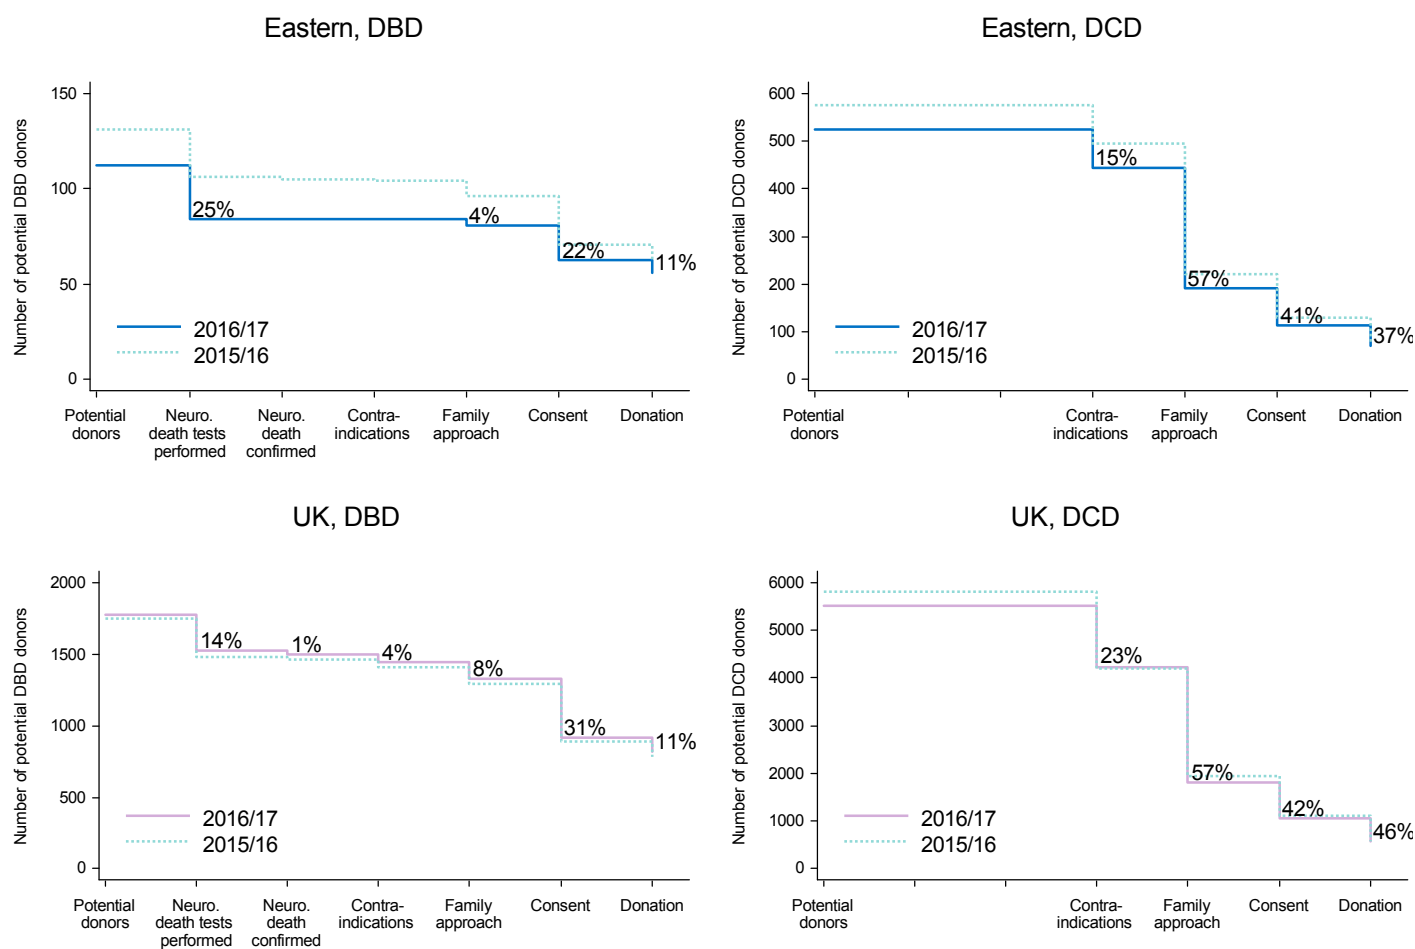 Eastern, DBD
Number of potential DBD donors
150
100
50
0
25%
4%
22%
11%
2016/17
2015/16
Potential
donors
Neuro.
death tests
performed
Neuro.
death
confirmed
Contra-
indications
Family
approach
Consent
Donation
Eastern, DCD
Number of potential DCD donors
600
500
400
300
200
100
0
15%
57%
41%
37%
2016/17
2015/16
Potential
donors
Contra-
indications
Family
approach
Consent
Donation
UK, DBD
Number of potential DBD donors
2000
1500
1000
500
0
14%
1%
4%
8%
31%
11%
2016/17
2015/16
Potential
donors
Neuro.
death tests
performed
Neuro.
death
confirmed
Contra-
indications
Family
approach
Consent
Donation
UK, DCD
Number of potential DCD donors
6000
5000
4000
3000
2000
1000
0
23%
57%
42%
46%
2016/17
2015/16
Potential
donors
Contra-
indications
Family
approach
Consent
Donation